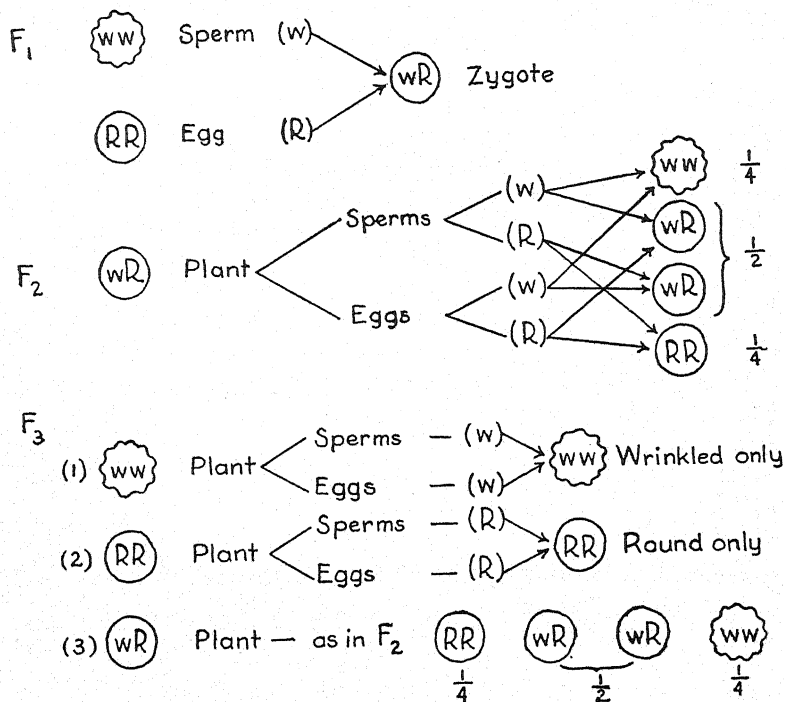 F₁ ww Sperm (w)
wR Zygote
RR Egg (R)
ww 1/4
(w)
Sperms wR
(R)
F₂ wR Plant 1/2
(w) wR
Eggs
(R)
RR 1/4
F₃
(1) ww Plant Sperms — (w) ww Wrinkled only
Eggs — (w)
(2) RR Plant Sperms — (R) RR Round only
Eggs — (R)
(3) wR Plant — as in F₂ RR wR wR ww
1/4 1/2 1/4